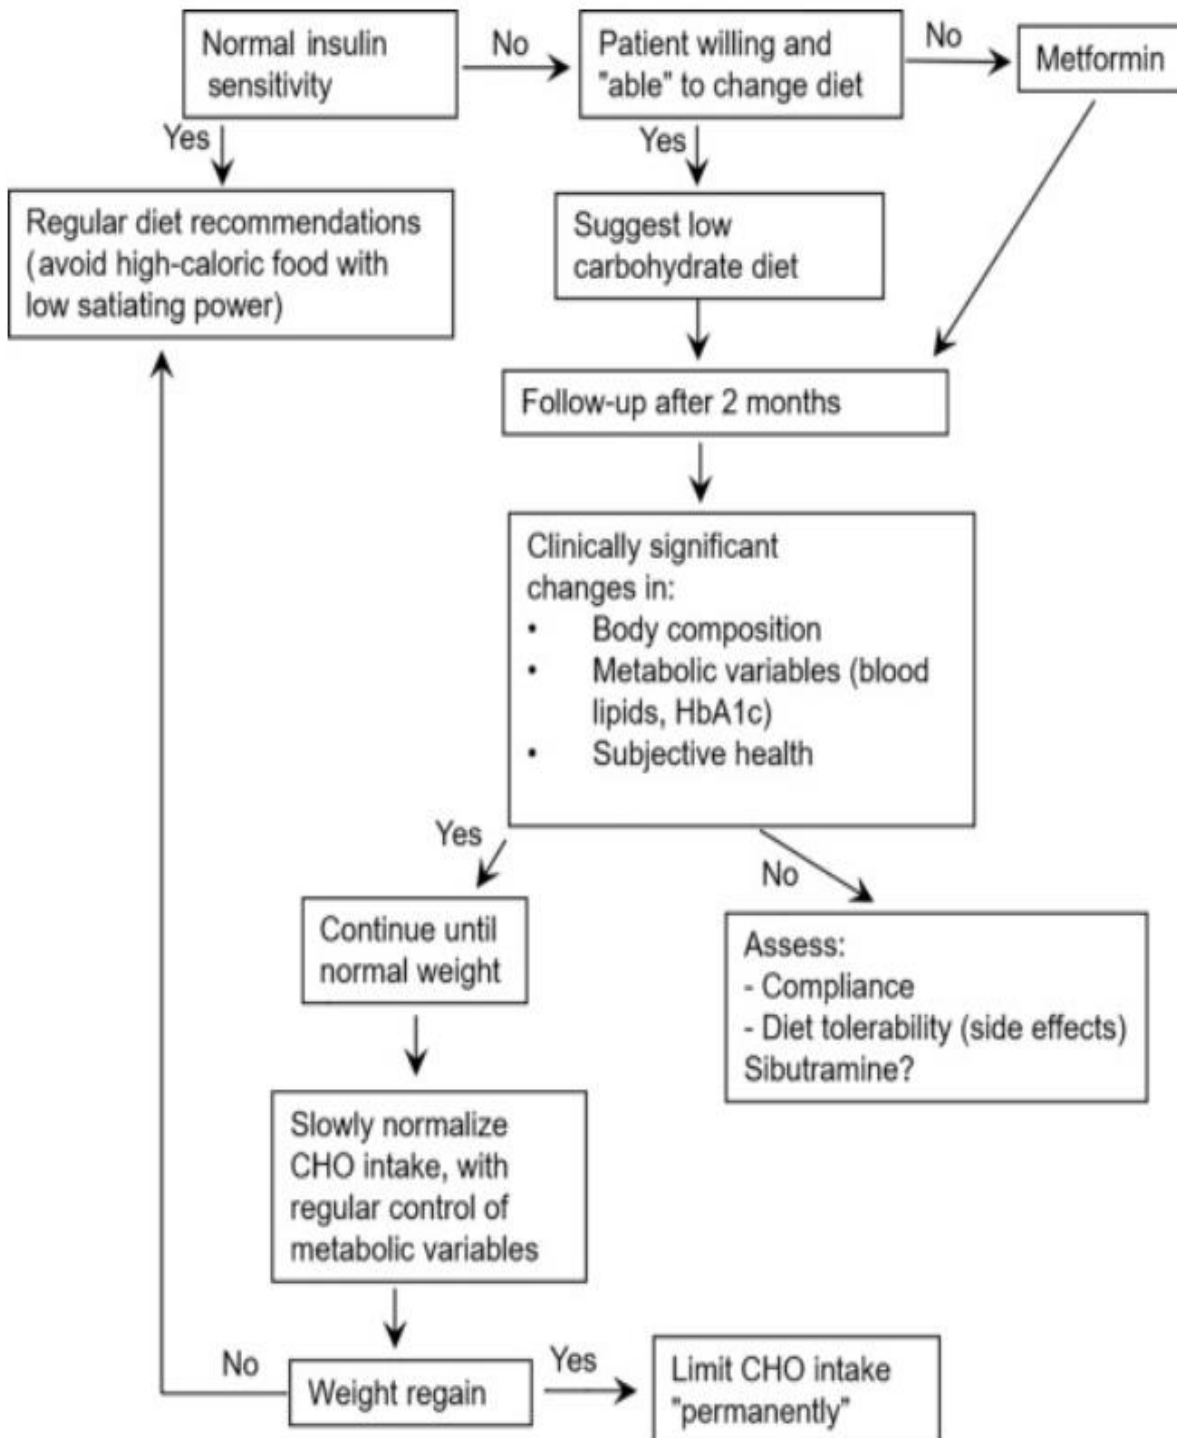 Normal insulin
sensitivity
No
Patient willing and
"able" to change diet
No
Metformin
Yes
Yes
Regular diet recommendations
(avoid high-caloric food with
low satiating power)
Suggest low
carbohydrate diet
Follow-up after 2 months
Clinically significant
changes in:
• Body composition
• Metabolic variables (blood
lipids, HbA1c)
• Subjective health
Yes
No
Continue until
normal weight
Assess:
- Compliance
- Diet tolerability (side effects)
Sibutramine?
Slowly normalize
CHO intake, with
regular control of
metabolic variables
No
Weight regain
Yes
Limit CHO intake
"permanently"